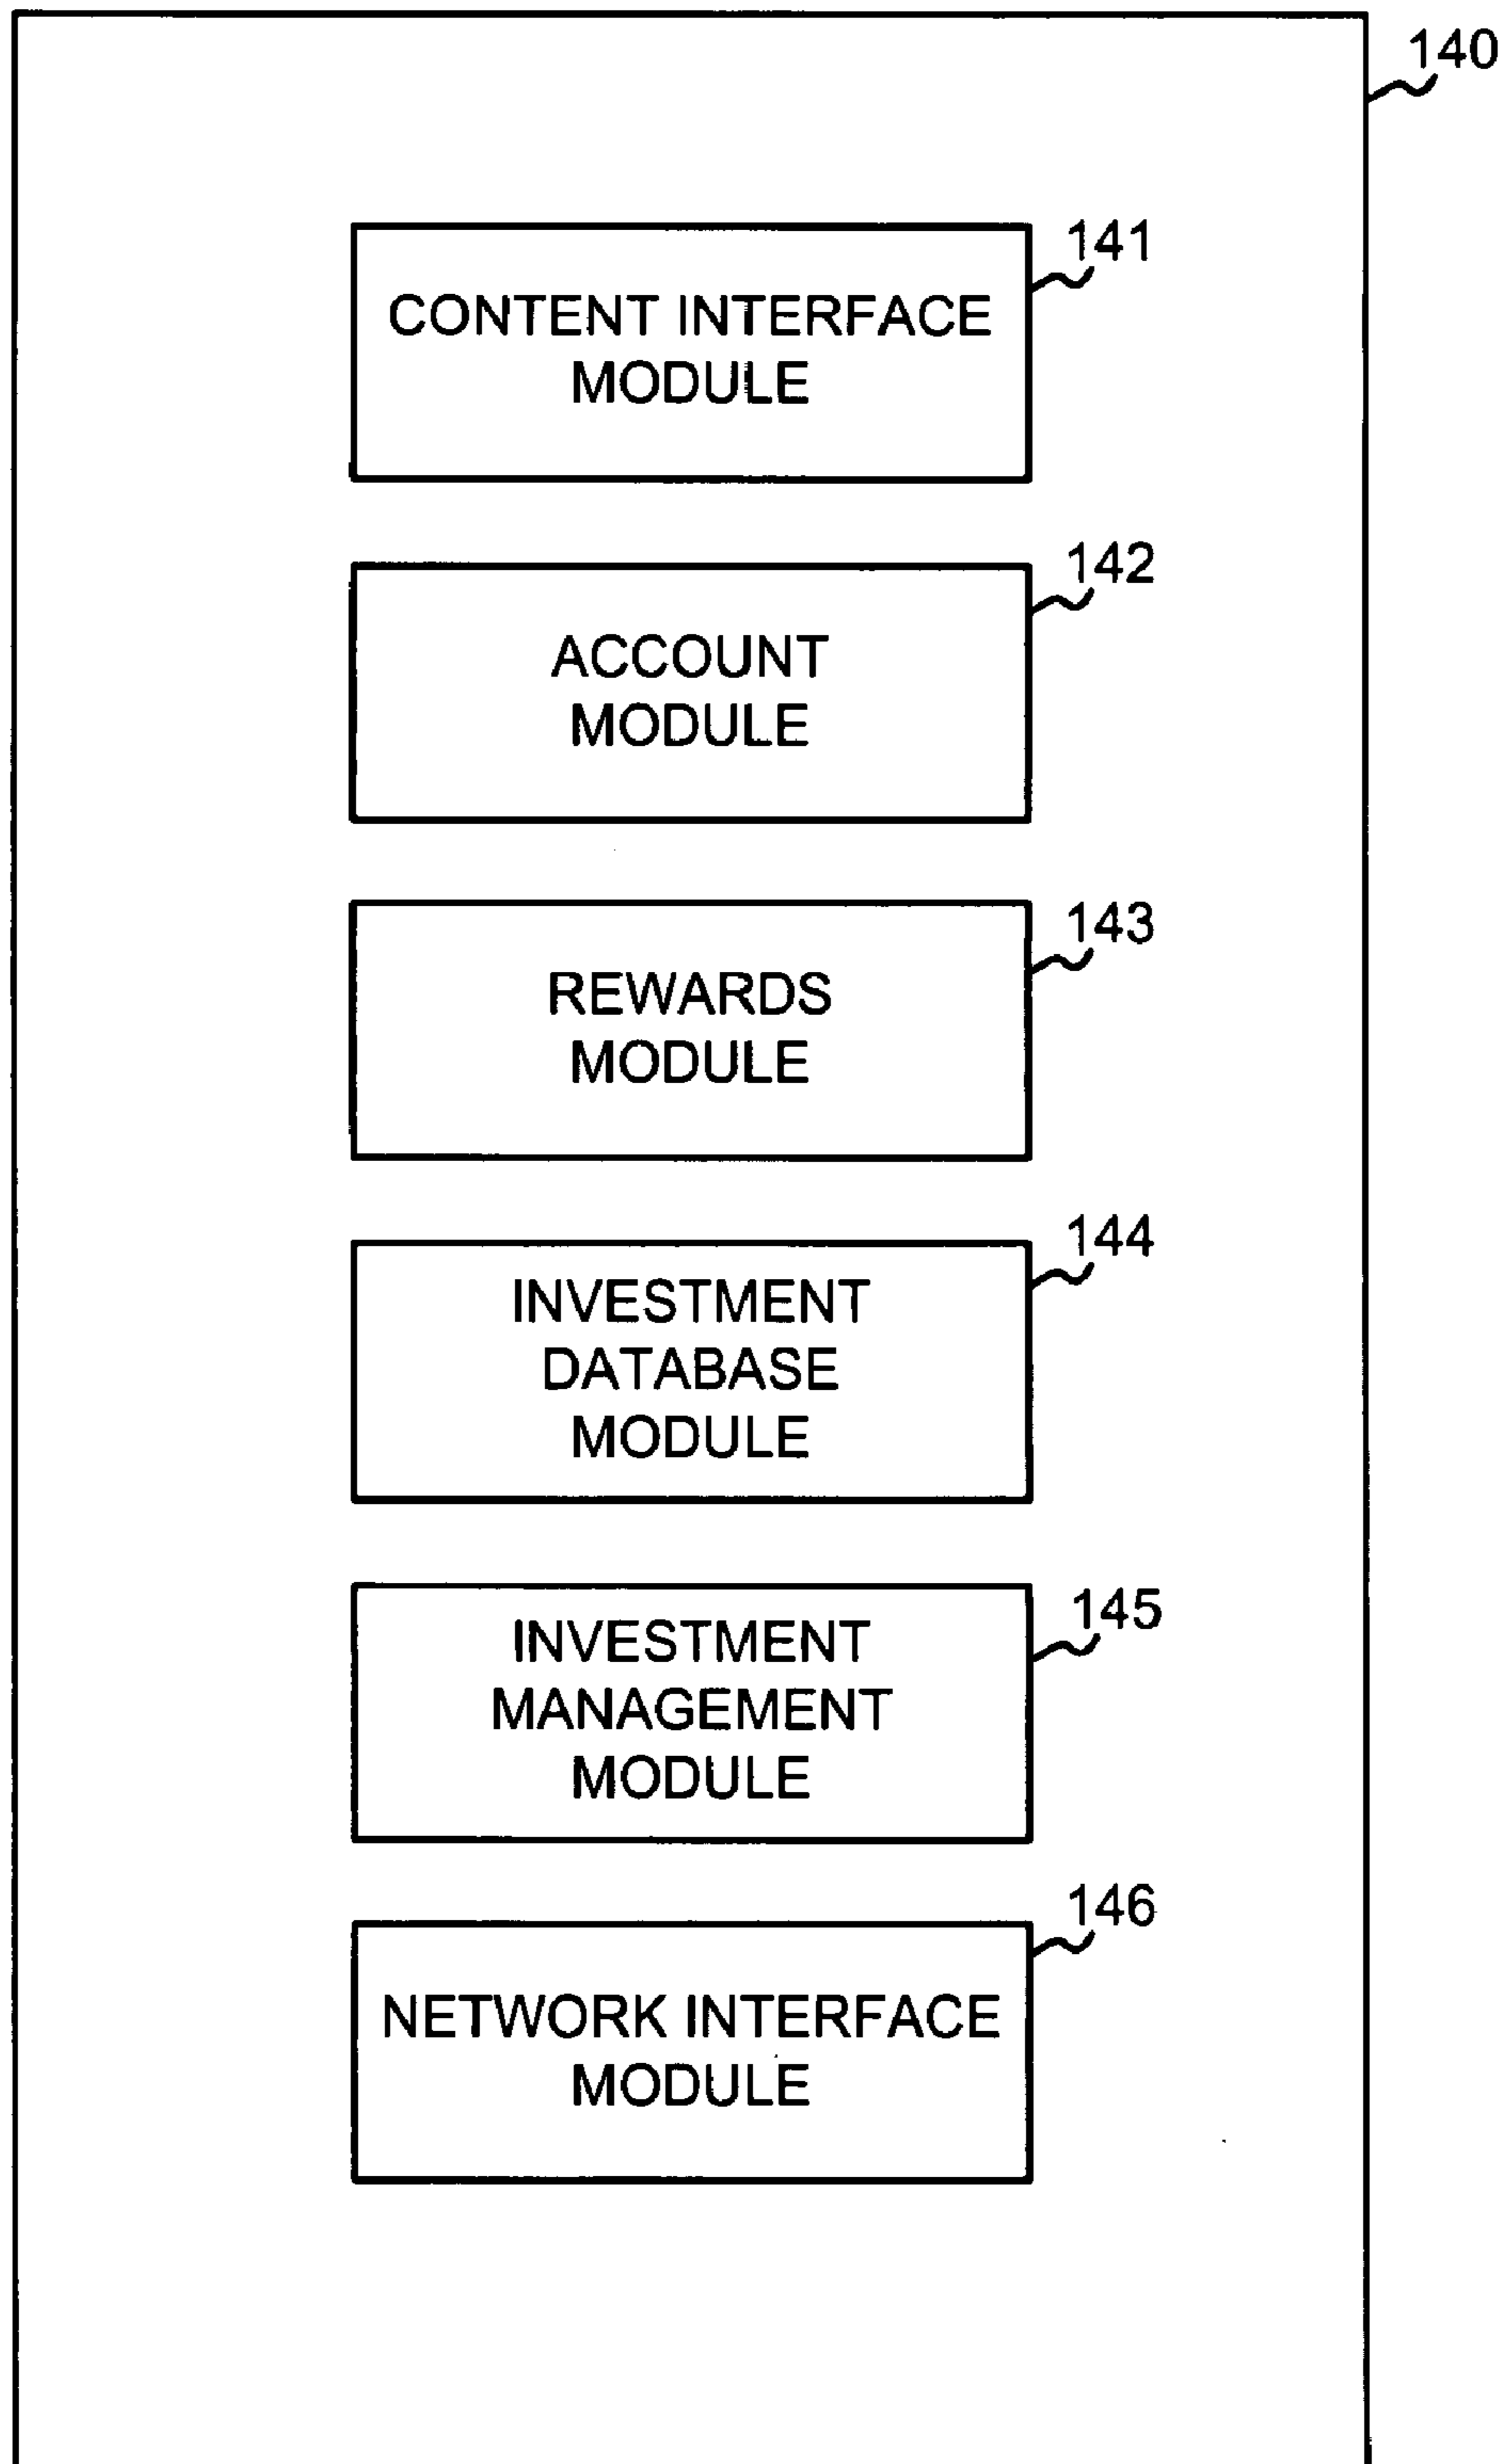 140
141
CONTENT INTERFACE
MODULE
142
ACCOUNT
MODULE
143
REWARDS
MODULE
144
INVESTMENT
DATABASE
MODULE
145
INVESTMENT
MANAGEMENT
MODULE
146
NETWORK INTERFACE
MODULE